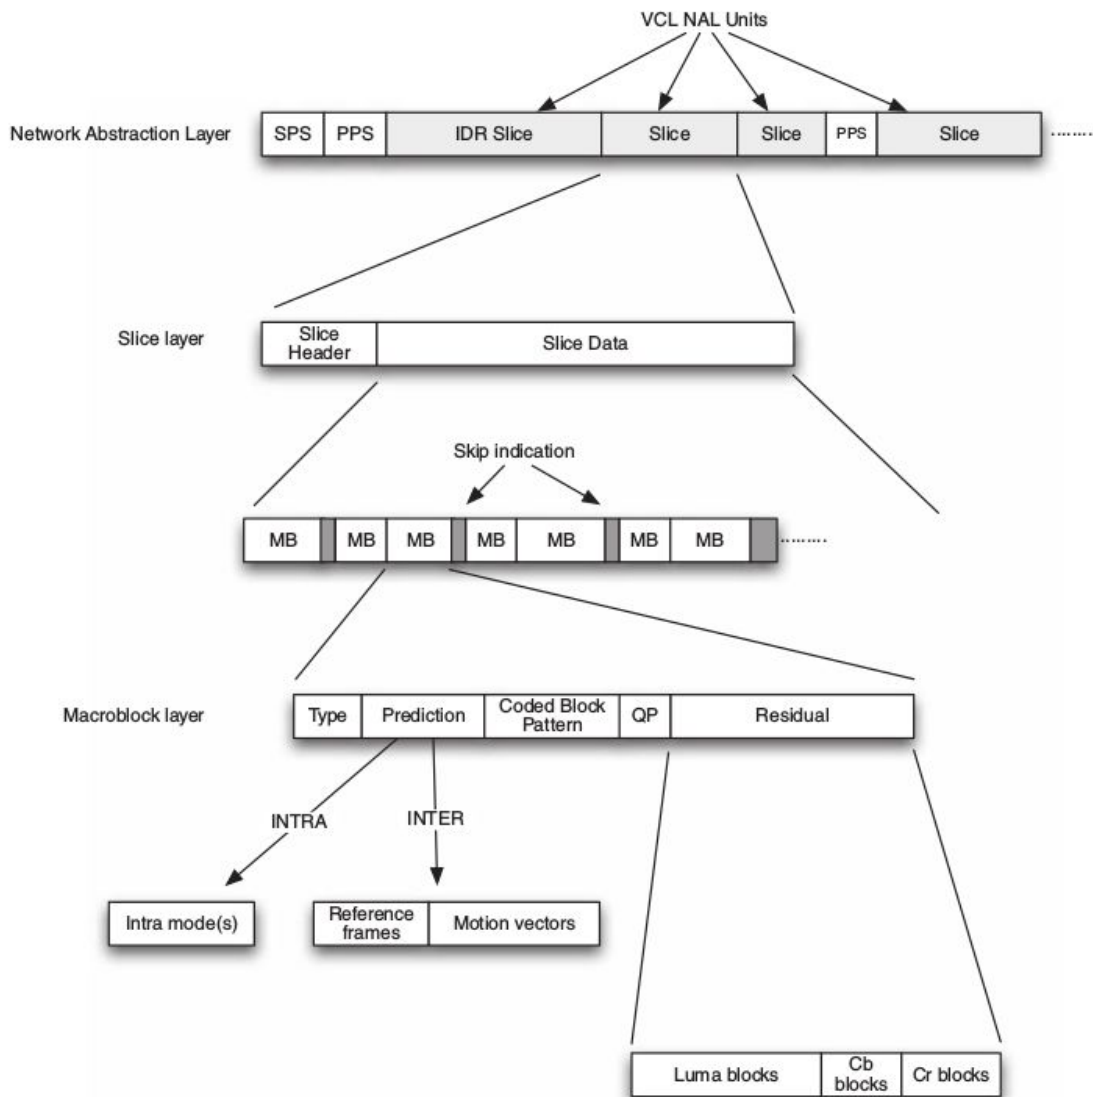 VCL NAL Units
Network Abstraction Layer
SPS
PPS
IDR Slice
Slice
Slice
PPS
Slice
........
Slice layer
Slice
Header
Slice Data
Skip indication
MB
MB
MB
MB
MB
MB
MB
.........
Macroblock layer
Type
Prediction
Coded Block
Pattern
QP
Residual
INTRA
INTER
Intra mode(s)
Reference
frames
Motion vectors
Luma blocks
Cb
blocks
Cr blocks